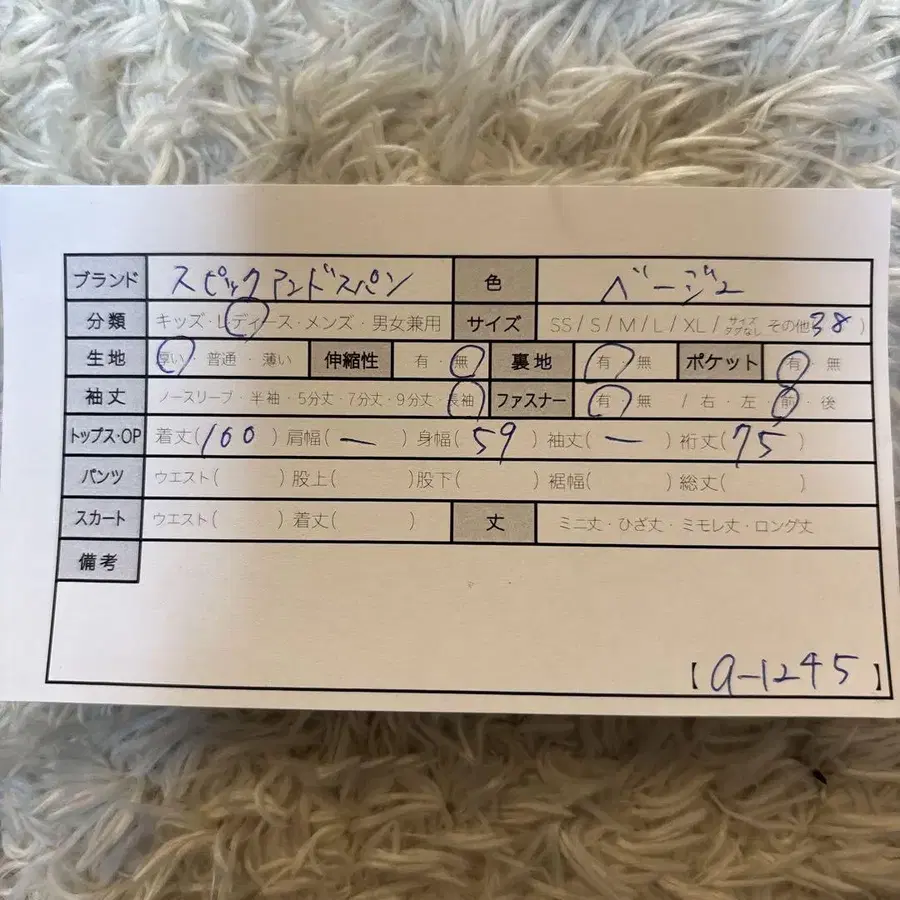 ブランド スピックアンドスパン 色 ベージュ
分類 キッズ・レディース・メンズ・男女兼用 サイズ SS / S / M / L / XL / サイズタグなし その他 38 )
生地 厚い・普通・薄い 伸縮性 有・無 裏地 有・無 ポケット 有・無
袖丈 ノースリーブ・半袖・5分丈・7分丈・9分丈・長袖 ファスナー 有・無 / 右・左・前・後
トップス・OP 着丈(100) 肩幅(ー) 身幅(59) 袖丈(ー) 裄丈(75)
パンツ ウエスト( ) 股上( ) 股下( ) 裾幅( ) 総丈( )
スカート ウエスト( ) 着丈( ) 丈 ミニ丈・ひざ丈・ミモレ丈・ロング丈
備考
【a-1245】